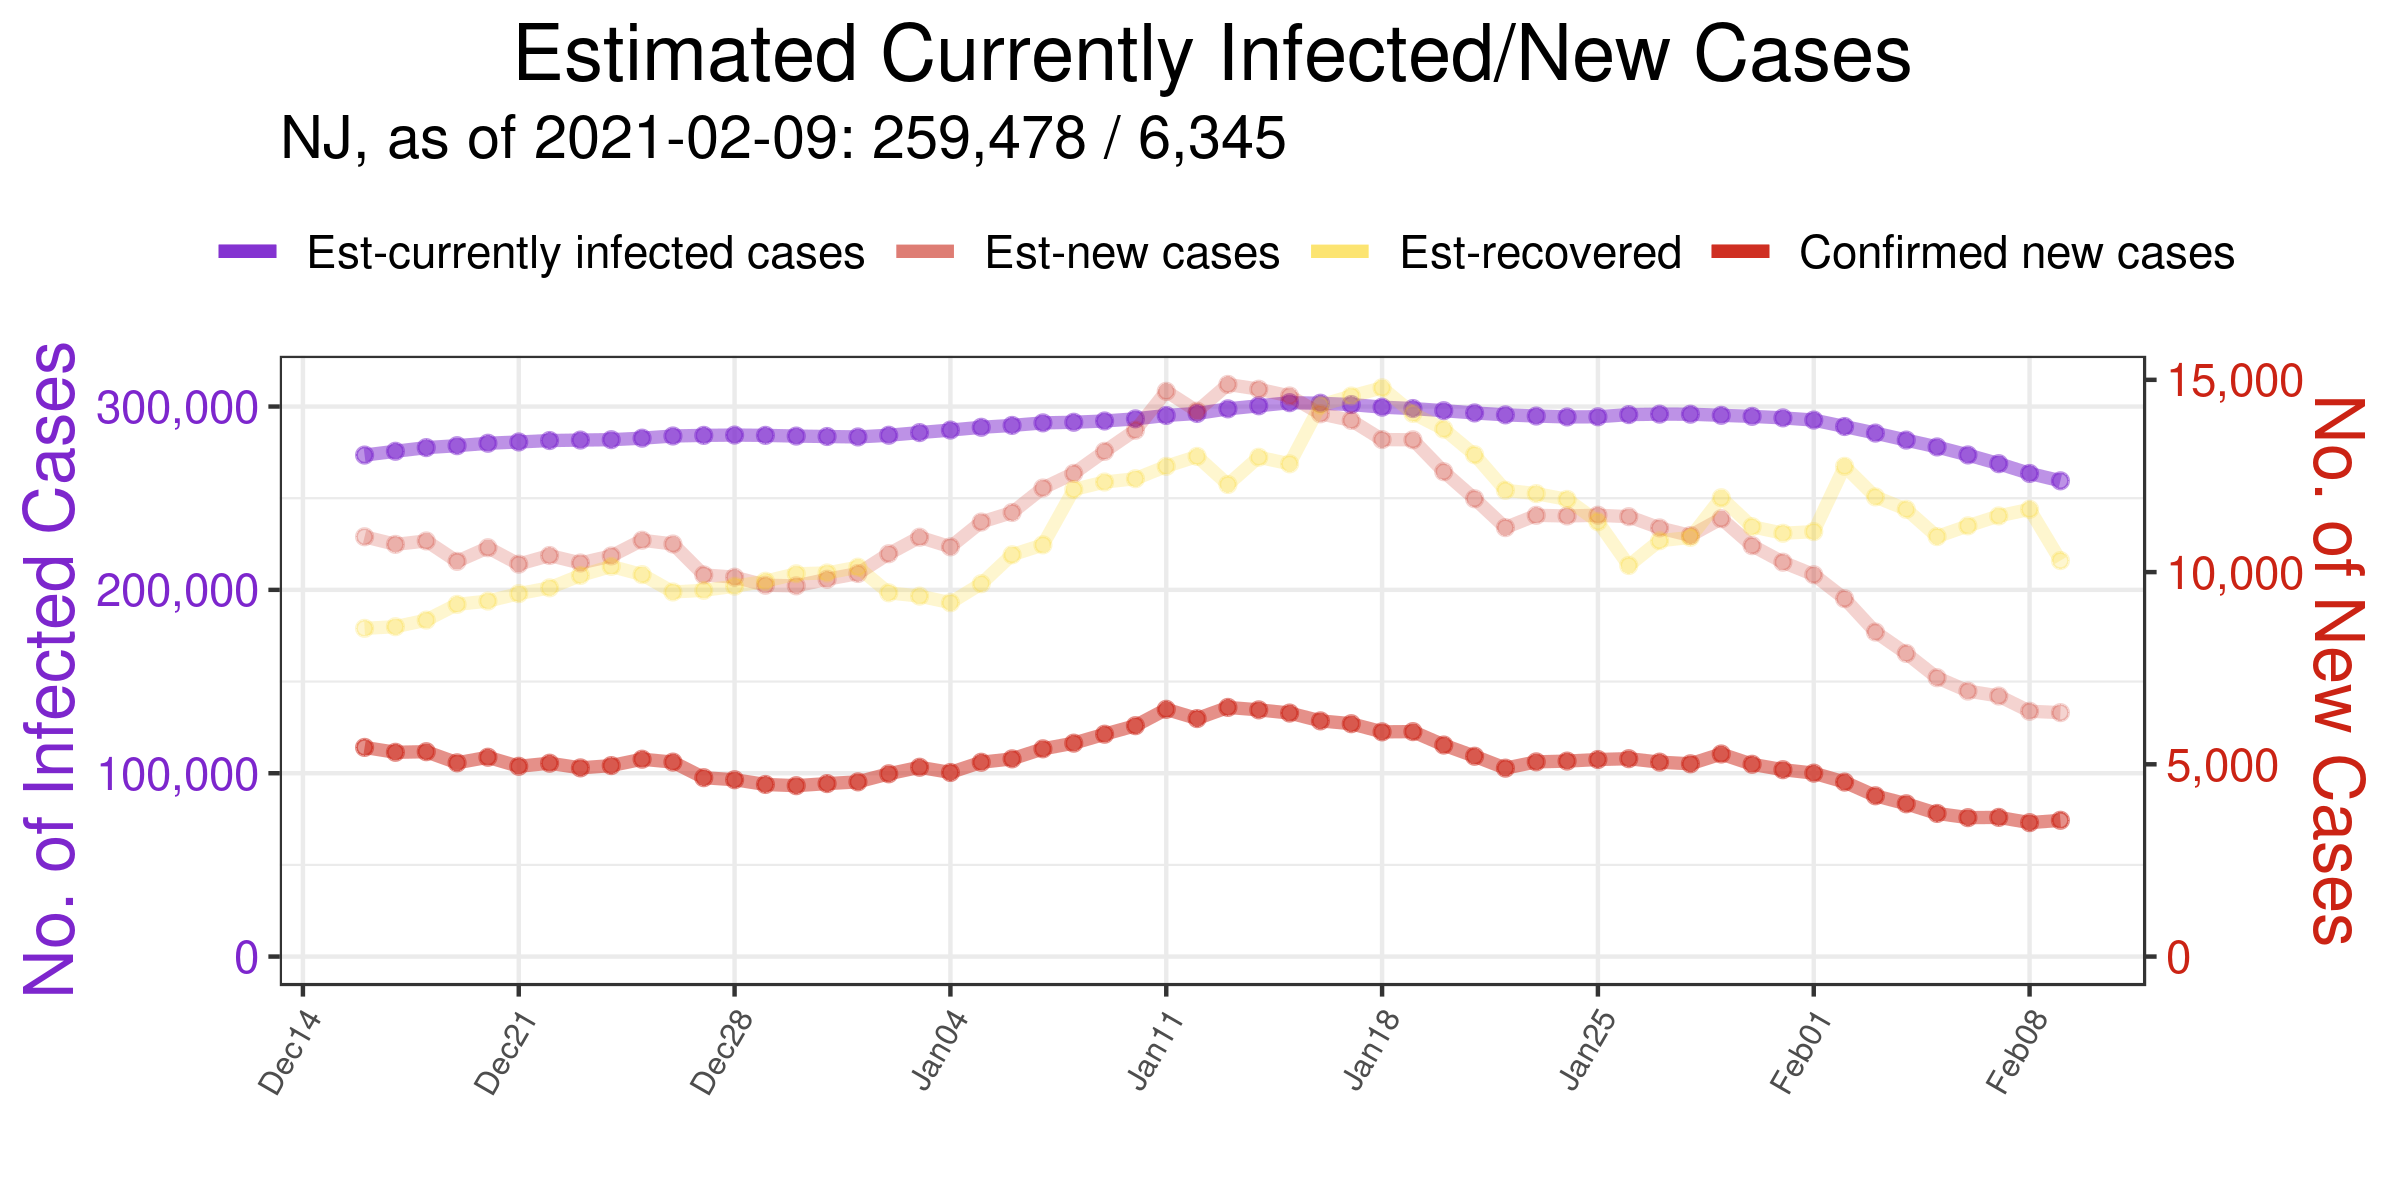 Estimated Currently Infected/New Cases
NJ, as of 2021-02-09: 259,478 / 6,345
Est-currently infected cases Est-new cases Est-recovered Confirmed new cases
No. of Infected Cases
300,000
200,000
100,000
0
15,000
10,000
5,000
0
No. of New Cases
Dec14 Dec21 Dec28 Jan04 Jan11 Jan18 Jan25 Feb01 Feb08